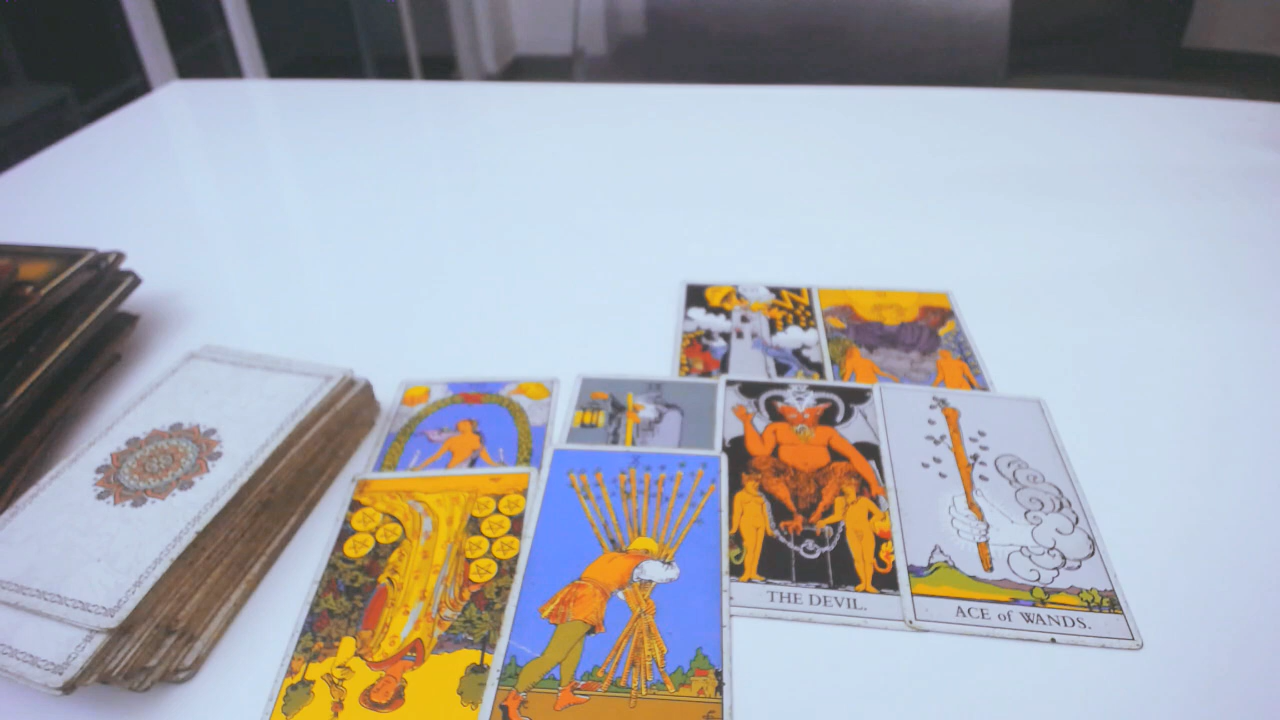 X
THE DEVIL.
ACE of WANDS.